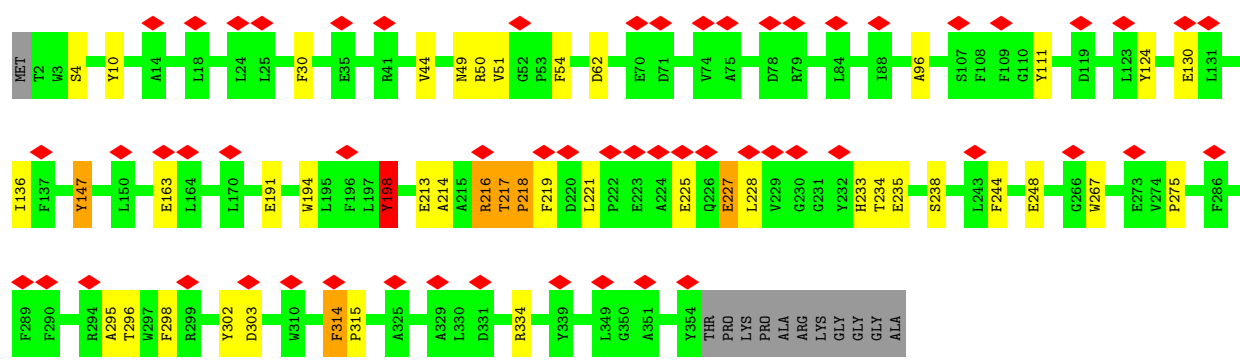 MET T2 W3 S4 Y10 A14 L18 L24 L25 F30 E35 R41 V44 N49 R50 V51 G52 P53 F54 D62 E70 D71 V74 A75 D78 R79 L84 I88 A96 S107 F108 F109 G110 Y111 D119 L123 Y124 E130 L131
I136 F137 Y147 L150 E163 L164 L170 E191 W194 L195 F196 L197 Y198 E213 A214 A215 R216 T217 P218 F219 D220 L221 P222 E223 A224 E225 Q226 E227 L228 V229 G230 G231 Y232 H233 T234 E235 S238 L243 F244 E248 G266 W267 E273 V274 P275 F286
F289 F290 R294 A295 T296 W297 F298 R299 Y302 D303 W310 F314 P315 A325 A329 L330 D331 R334 Y339 L349 G350 A351 Y354 THR PRO LYS PRO ALA ARG LYS GLY GLY ALA